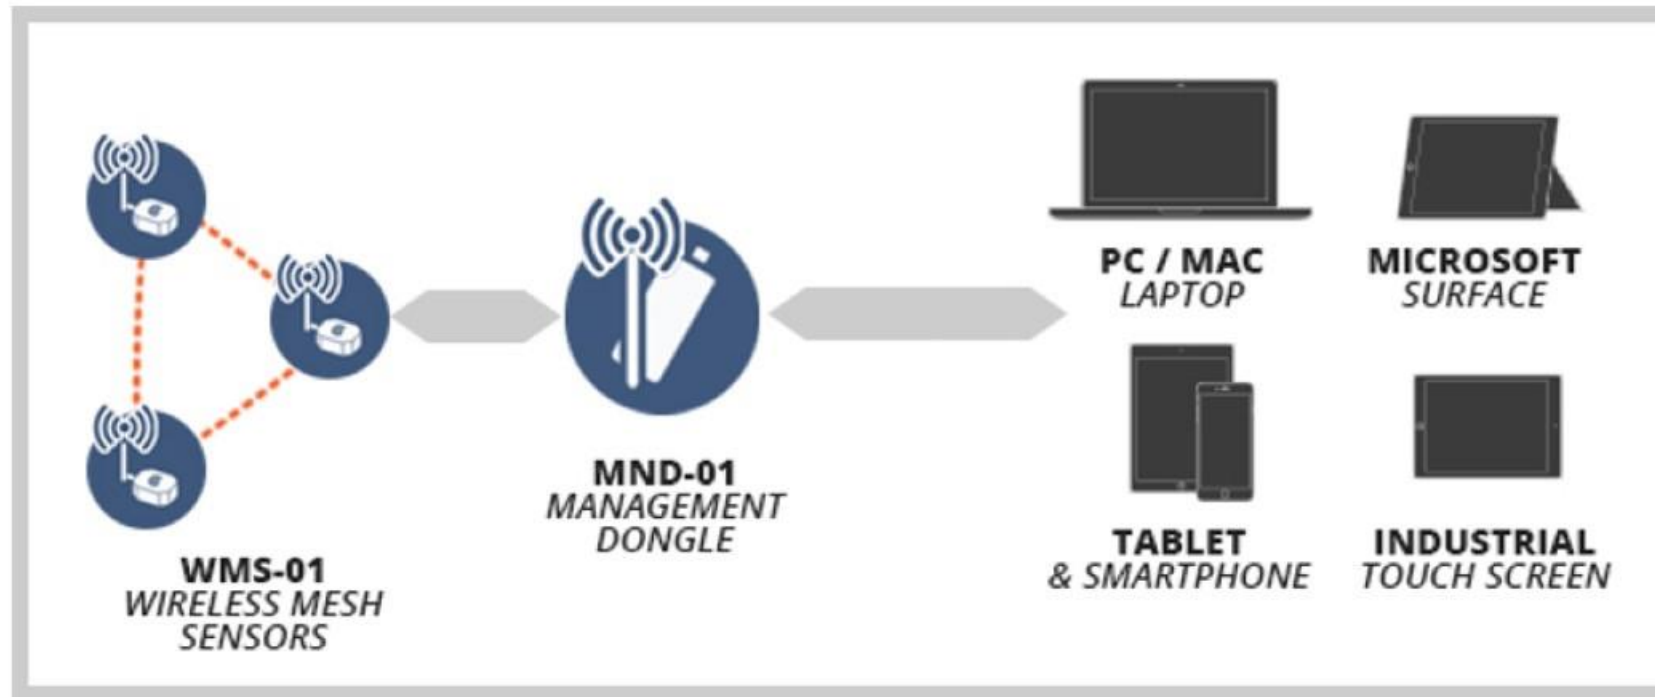 WMS-01
WIRELESS MESH
SENSORS
MND-01
MANAGEMENT
DONGLE
PC / MAC
LAPTOP
MICROSOFT
SURFACE
TABLET
& SMARTPHONE
INDUSTRIAL
TOUCH SCREEN